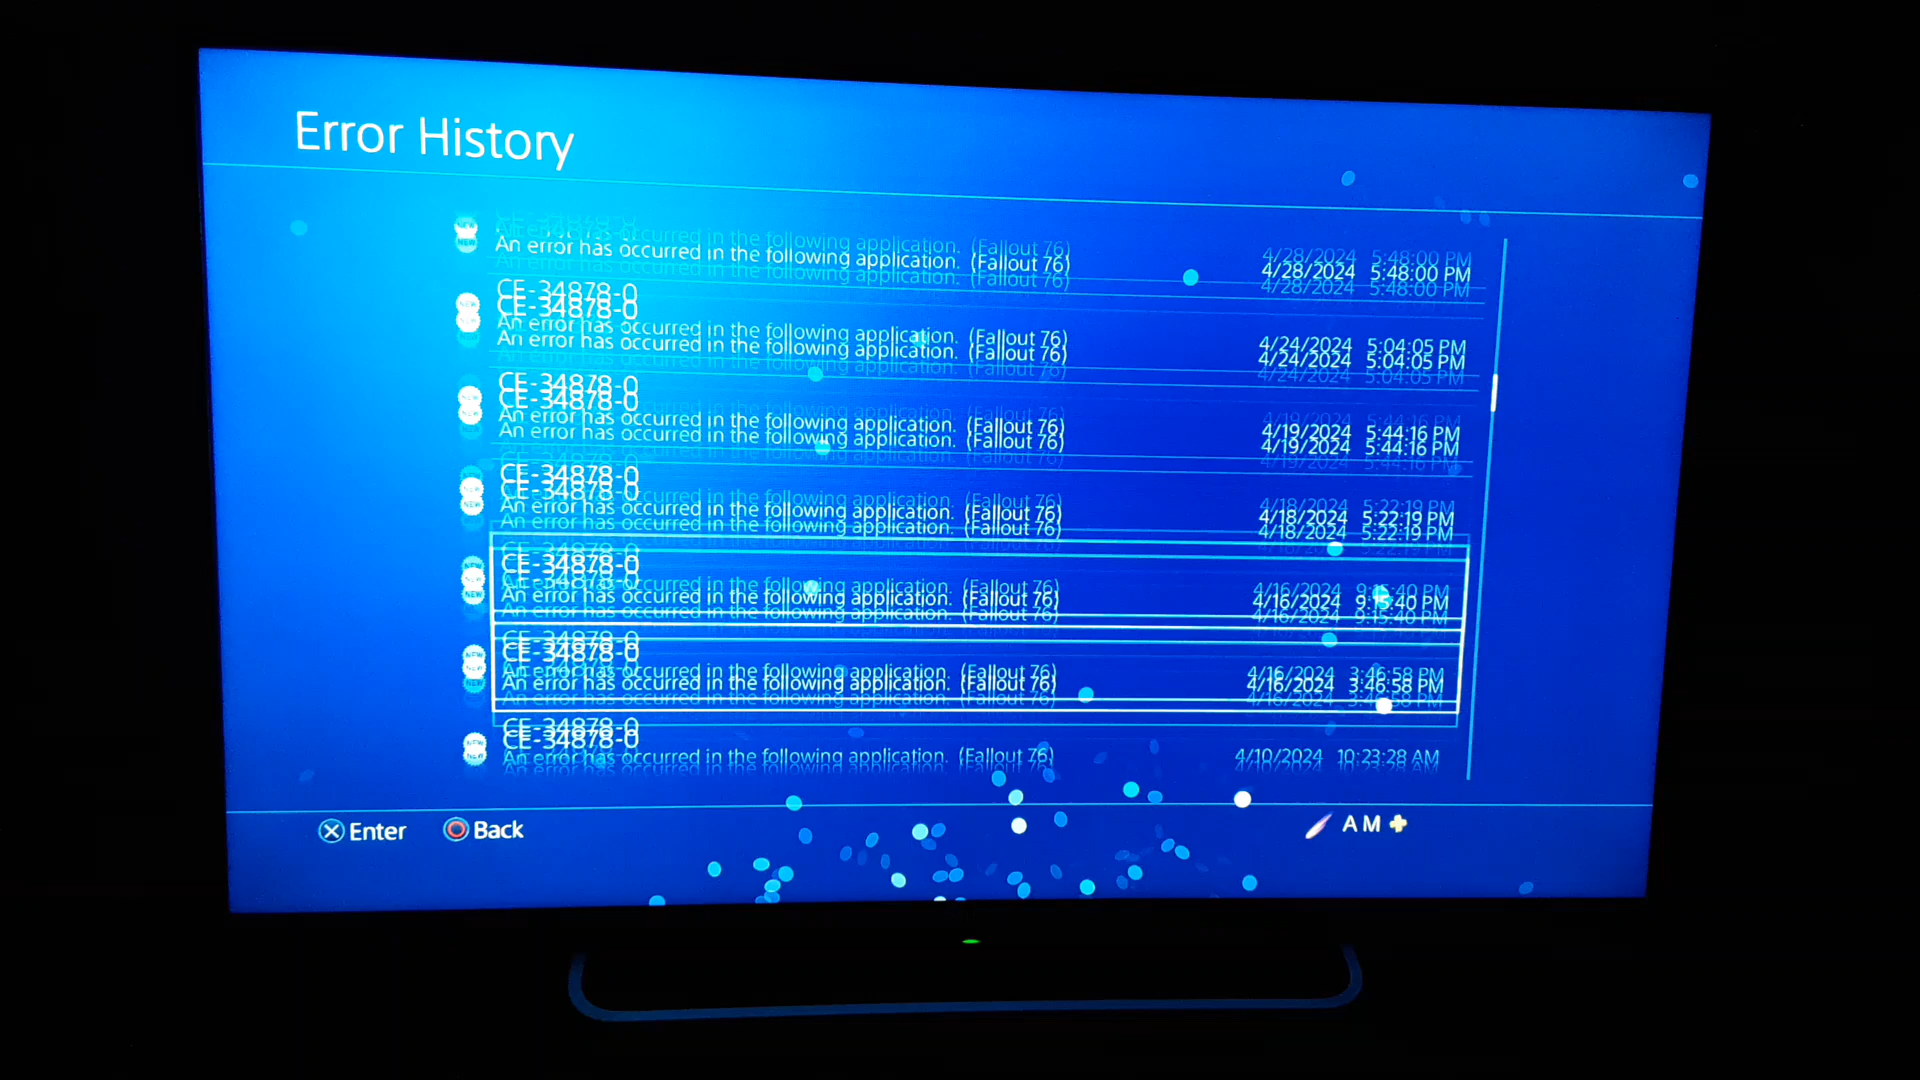 Error History
An error has occurred in the following application. (Fallout 76) 4/28/2024 5:48:00 PM
CE-34878-0
An error has occurred in the following application. (Fallout 76) 4/24/2024 5:04:05 PM
CE-34878-0
An error has occurred in the following application. (Fallout 76) 4/19/2024 5:44:16 PM
CE-34878-0
An error has occurred in the following application. (Fallout 76) 4/18/2024 5:22:19 PM
CE-34878-0
An error has occurred in the following application. (Fallout 76) 4/16/2024 9:15:40 PM
CE-34878-0
An error has occurred in the following application. (Fallout 76) 4/16/2024 3:46:58 PM
CE-34878-0
An error has occurred in the following application. (Fallout 76) 4/10/2024 10:23:28 AM
Enter Back A M